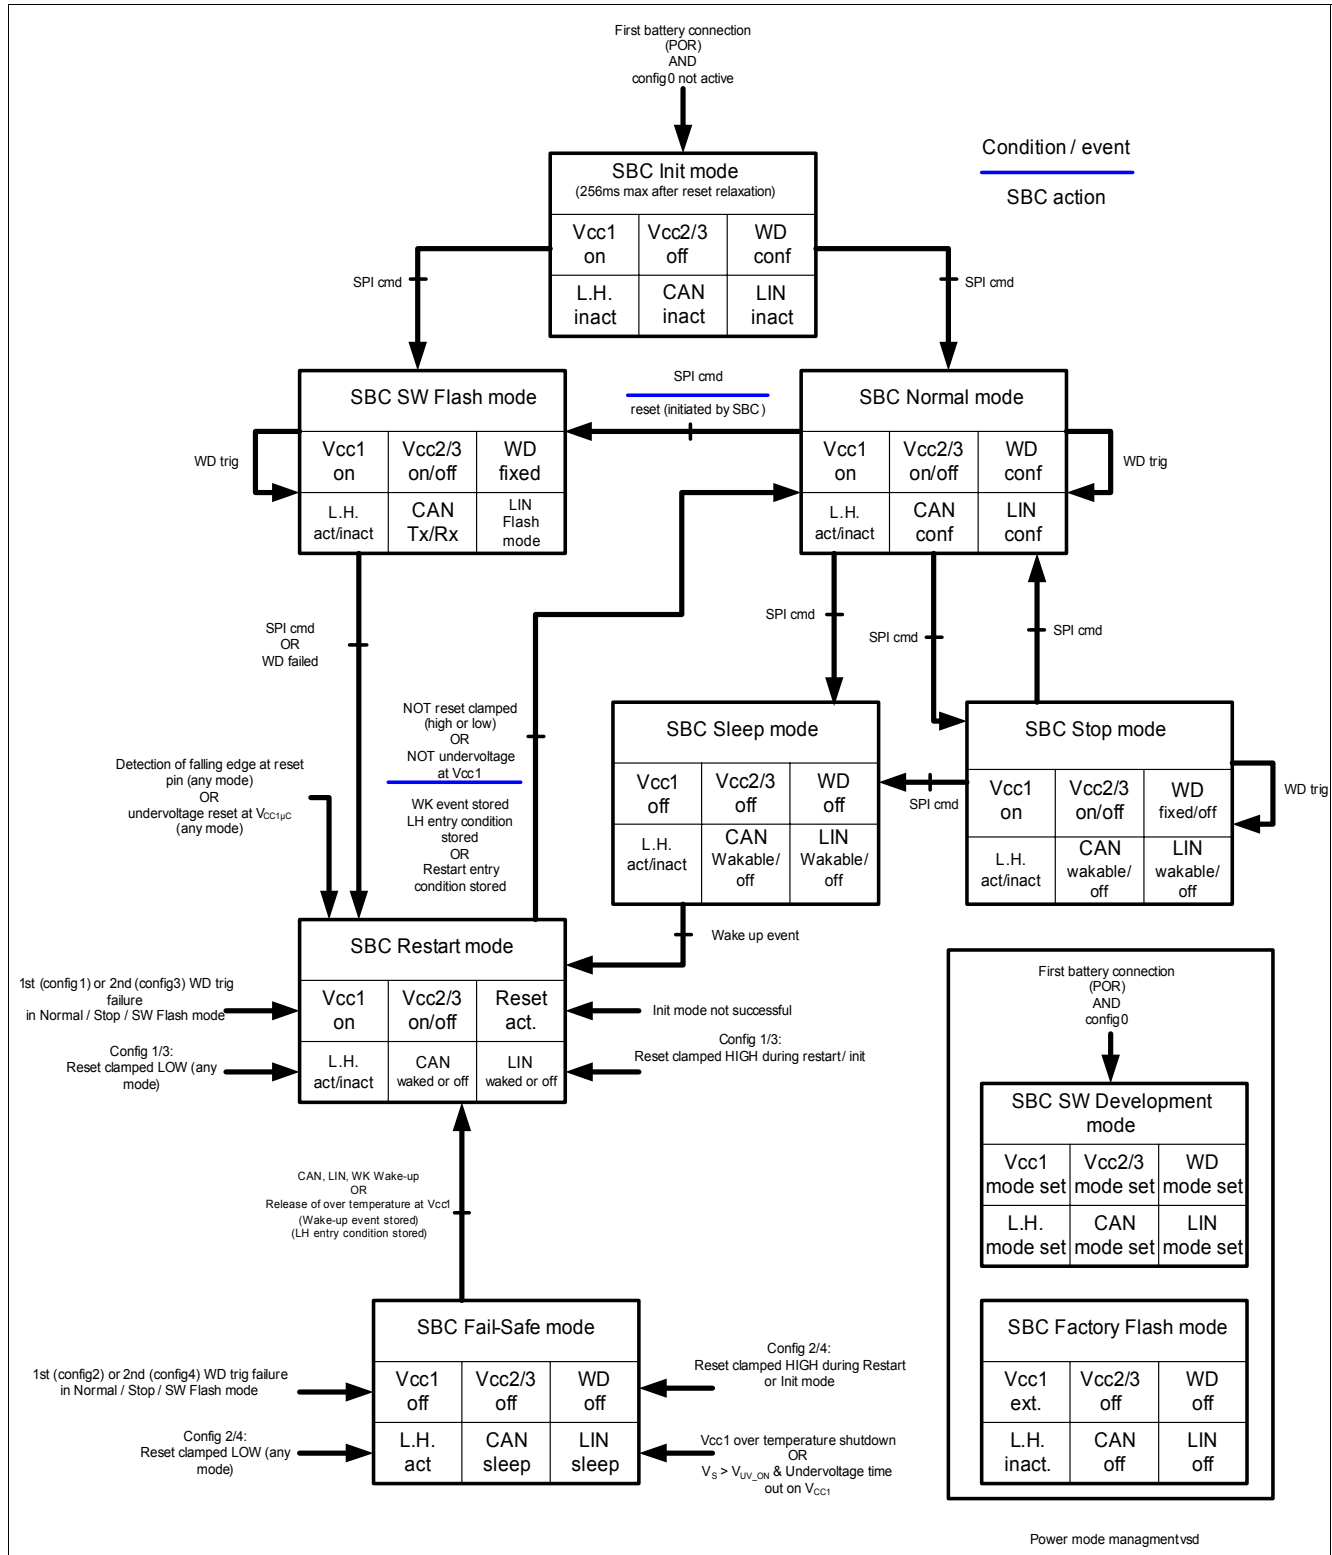 First battery connection
(POR)
AND
config0 not active
Condition / event
SBC action
SBC Init mode
(256ms max after reset relaxation)
Vcc1 Vcc2/3 WD
on off conf
L.H. CAN LIN
inact inact inact
SPI cmd
SPI cmd
SBC SW Flash mode
Vcc1 Vcc2/3 WD
on on/off fixed
L.H.
act/inact
CAN
Tx/Rx
LIN
Flash
mode
WD trig
SPI cmd
reset (initiated by SBC)
SBC Normal mode
Vcc1 Vcc2/3 WD
on on/off conf
L.H. CAN LIN
act/inact conf conf
WD trig
SPI cmd
OR
WD failed
SPI cmd
SPI cmd
SPI cmd
NOT reset clamped
(high or low)
OR
NOT undervoltage
at Vcc1
WK event stored
LH entry condition
stored
OR
Restart entry
condition stored
Detection of falling edge at reset
pin (any mode)
OR
undervoltage reset at VCC1µC
(any mode)
SBC Sleep mode
Vcc1 Vcc2/3 WD
off off off
L.H.
act/inact
CAN
Wakable/
off
LIN
Wakable/
off
SPI cmd
SBC Stop mode
Vcc1 Vcc2/3 WD
on on/off fixed/off
L.H.
act/inact
CAN
wakable/
off
LIN
wakable/
off
WD trig
Wake up event
SBC Restart mode
Vcc1 Vcc2/3 Reset
on on/off act.
L.H. CAN LIN
act/inact waked or off waked or off
1st (config1) or 2nd (config3) WD trig
failure
in Normal / Stop / SW Flash mode
Config 1/3:
Reset clamped LOW (any
mode)
Init mode not successful
Config 1/3:
Reset clamped HIGH during restart/ init
CAN, LIN, WK Wake-up
OR
Release of over temperature at Vcc1
(Wake-up event stored)
(LH entry condition stored)
SBC Fail-Safe mode
Vcc1 Vcc2/3 WD
off off off
L.H. CAN LIN
act sleep sleep
1st (config2) or 2nd (config4) WD trig failure
in Normal / Stop / SW Flash mode
Config 2/4:
Reset clamped LOW (any
mode)
Config 2/4:
Reset clamped HIGH during Restart
or Init mode
Vcc1 over temperature shutdown
OR
VS > VUV_ON & Undervoltage time
out on VCC1
First battery connection
(POR)
AND
config0
SBC SW Development
mode
Vcc1 Vcc2/3 WD
mode set mode set mode set
L.H. CAN LIN
mode set mode set mode set
SBC Factory Flash mode
Vcc1 Vcc2/3 WD
ext. off off
L.H. CAN LIN
inact. off off
Power mode managment vsd